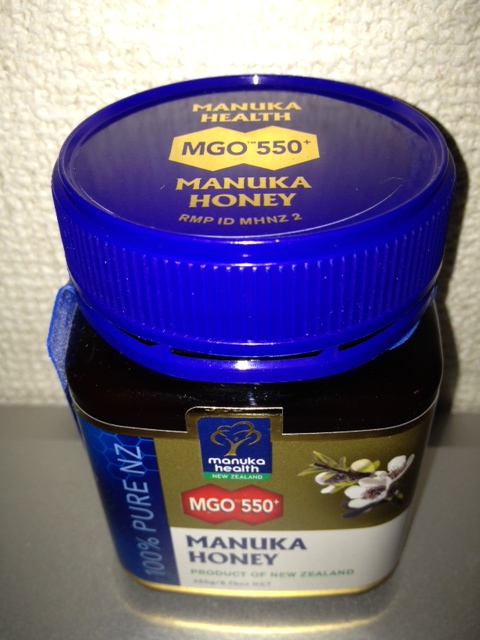 MANUKA
HEALTH
MGO™ 550+
MANUKA
HONEY
RMP ID MHNZ 2
manuka
health
NEW ZEALAND
MGO™ 550+
100% PURE NZ
MANUKA
HONEY
PRODUCT OF NEW ZEALAND